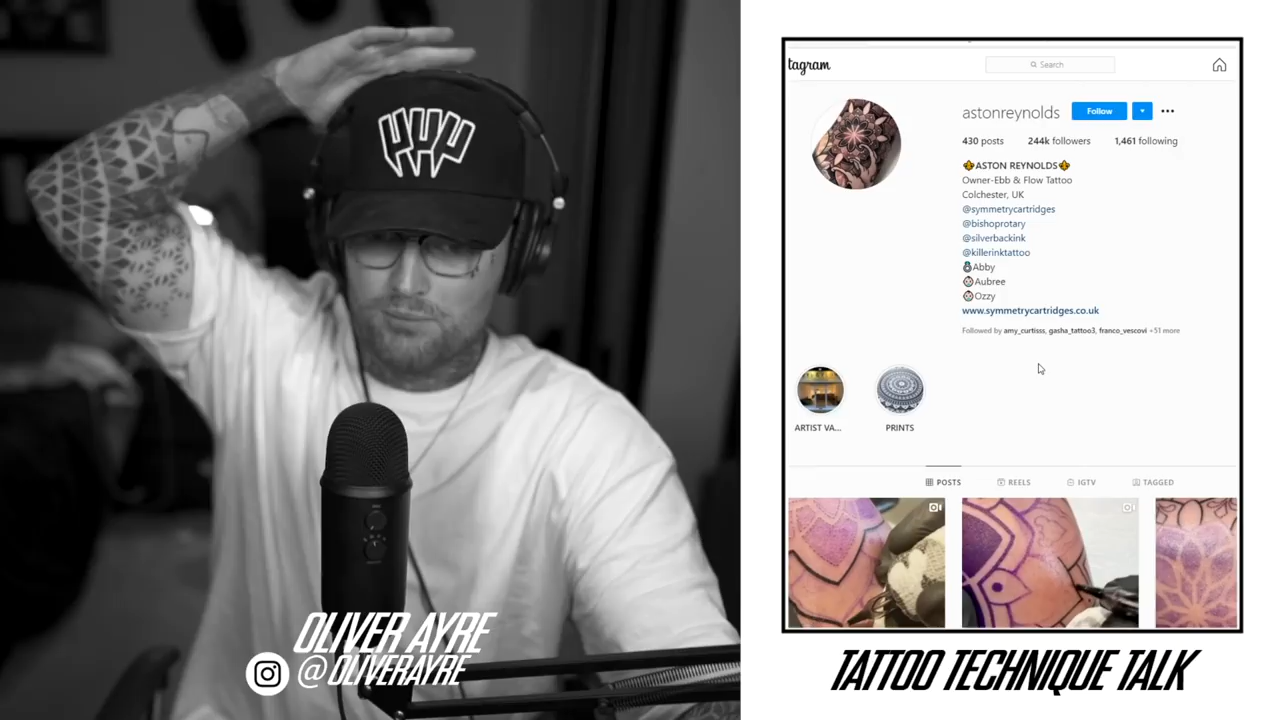 OLIVER AYRE
@OLIVERAYRE
tagram
Search
astonreynolds
Follow
430 posts 244k followers 1,461 following
ASTON REYNOLDS
Owner-Ebb & Flow Tattoo
Colchester, UK
@symmetrycartridges
@bishoprotary
@silverbackink
@killerinktattoo
Abby
Aubree
Ozzy
www.symmetrycartridges.co.uk
Followed by amy_curtisss, gasha_tattoo3, franco_vescovi +51 more
ARTIST VA... PRINTS
POSTS REELS IGTV TAGGED
TATTOO TECHNIQUE TALK